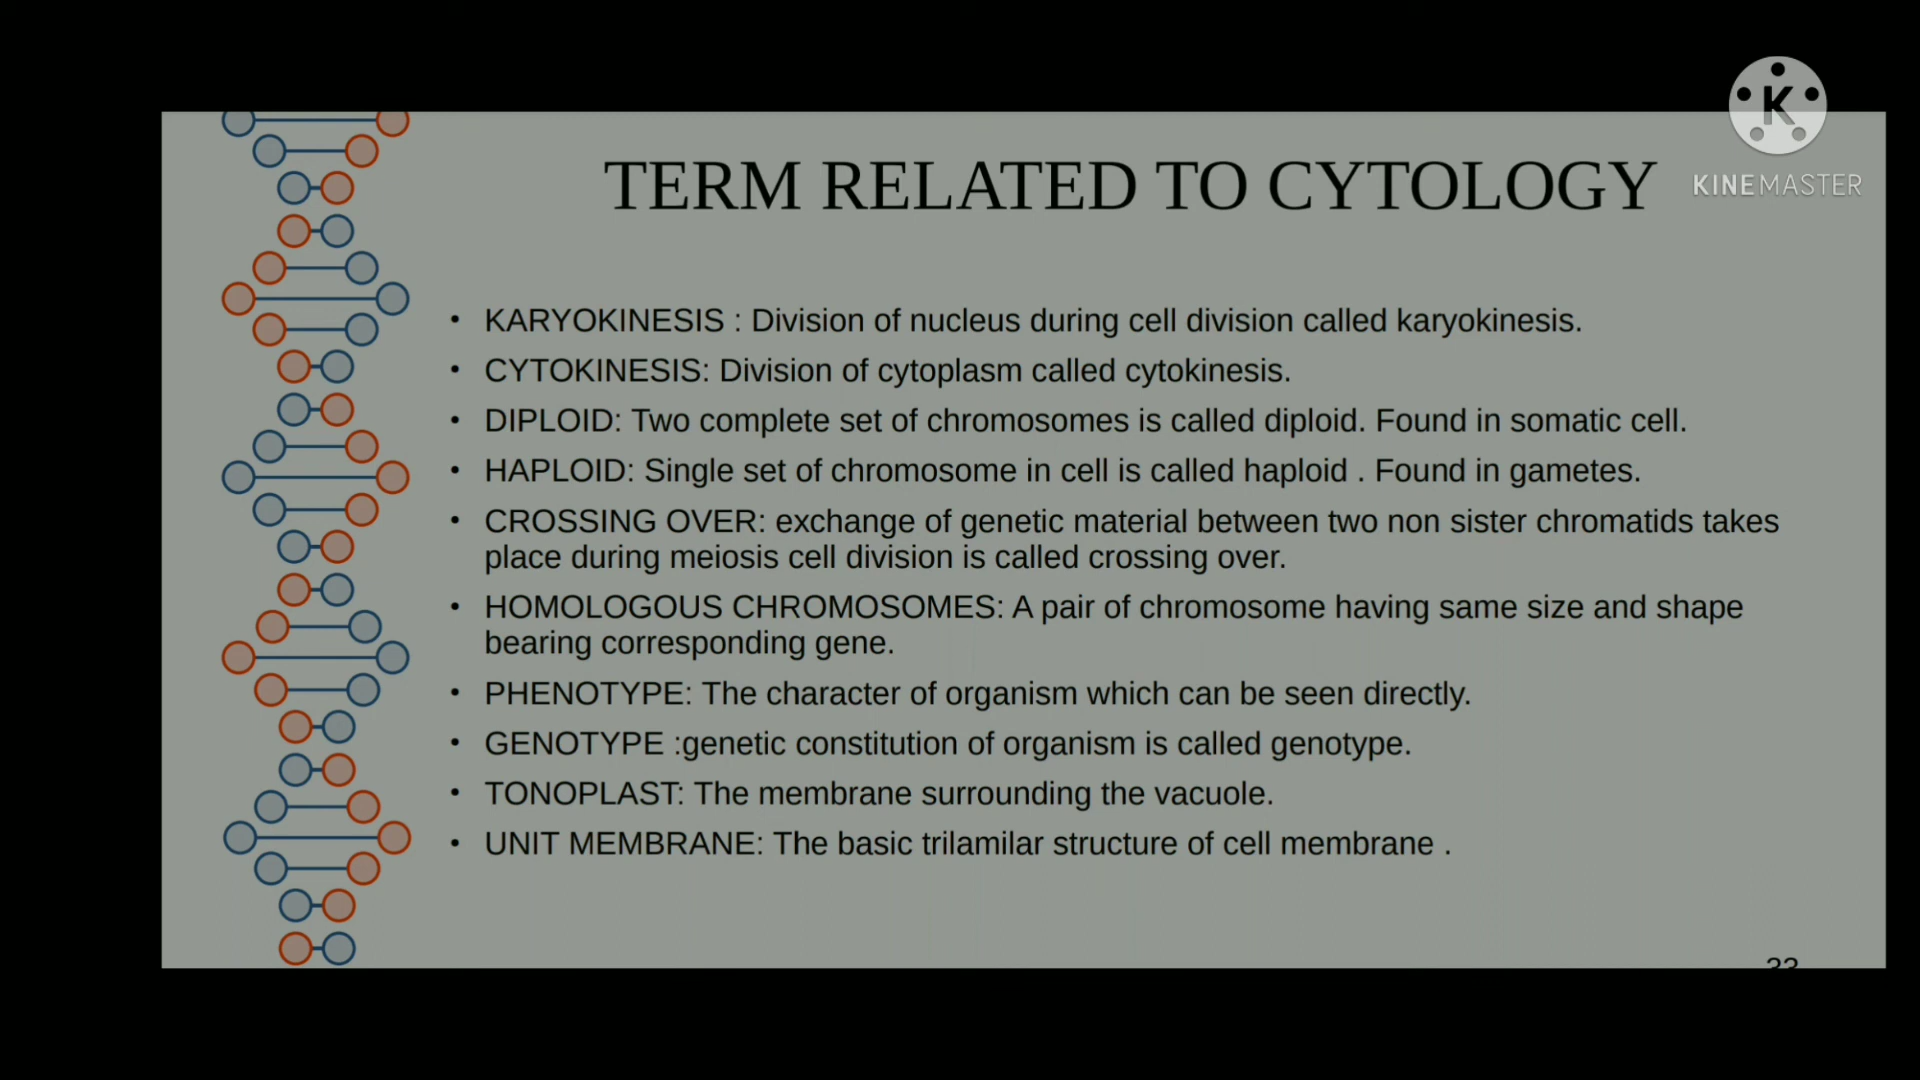 K
KINEMASTER
TERM RELATED TO CYTOLOGY
• KARYOKINESIS : Division of nucleus during cell division called karyokinesis.
• CYTOKINESIS: Division of cytoplasm called cytokinesis.
• DIPLOID: Two complete set of chromosomes is called diploid. Found in somatic cell.
• HAPLOID: Single set of chromosome in cell is called haploid . Found in gametes.
• CROSSING OVER: exchange of genetic material between two non sister chromatids takes
place during meiosis cell division is called crossing over.
• HOMOLOGOUS CHROMOSOMES: A pair of chromosome having same size and shape
bearing corresponding gene.
• PHENOTYPE: The character of organism which can be seen directly.
• GENOTYPE :genetic constitution of organism is called genotype.
• TONOPLAST: The membrane surrounding the vacuole.
• UNIT MEMBRANE: The basic trilamilar structure of cell membrane .